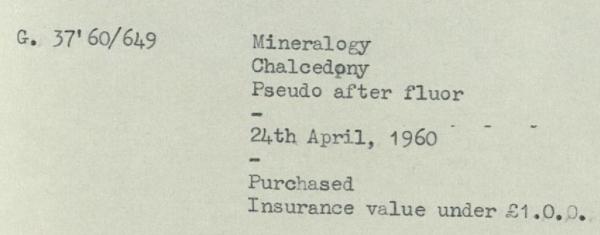 G. 37'60/649 Mineralogy
Chalcedony
Pseudo after fluor
-
24th April, 1960
-
Purchased
Insurance value under £1.0.0.